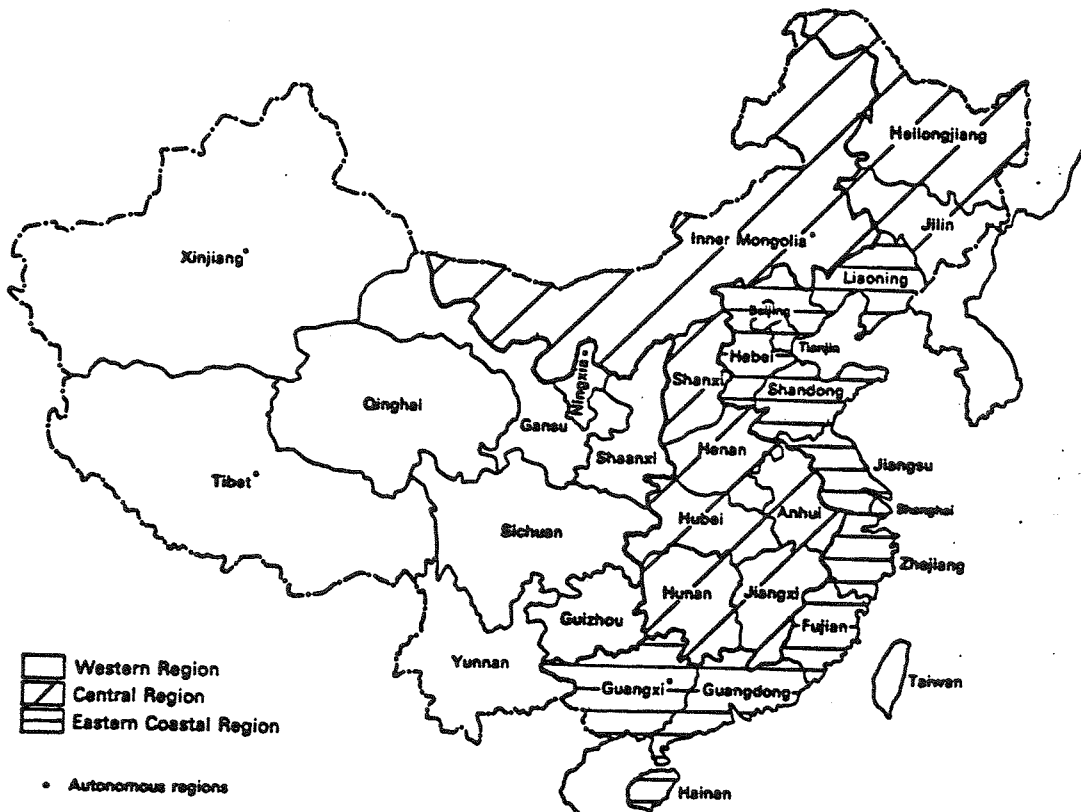 Heilongjiang
Jilin
Inner Mongolia
Xinjiang
Liaoning
Beijing
Tianjin
Hebei
Ningxia
Shanxi
Shandong
Qinghai
Gansu
Henan
Shaanxi
Jiangsu
Tibet
Shanghai
Anhui
Hubei
Sichuan
Zhejiang
Hunan
Jiangxi
Guizhou
Fujian
Yunnan
Taiwan
Guangxi
Guangdong
Hainan
Western Region
Central Region
Eastern Coastal Region
• Autonomous regions